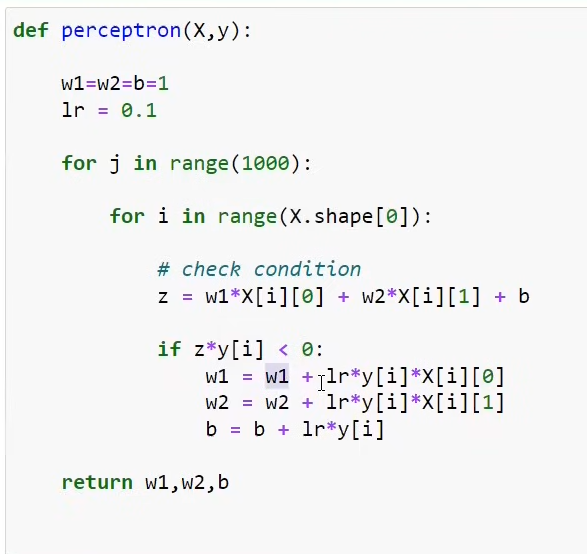 def perceptron(X,y):
w1=w2=b=1
lr = 0.1
for j in range(1000):
for i in range(X.shape[0]):
# check condition
z = w1*X[i][0] + w2*X[i][1] + b
if z*y[i] < 0:
w1 = w1 + lr*y[i]*X[i][0]
w2 = w2 + lr*y[i]*X[i][1]
b = b + lr*y[i]
return w1,w2,b